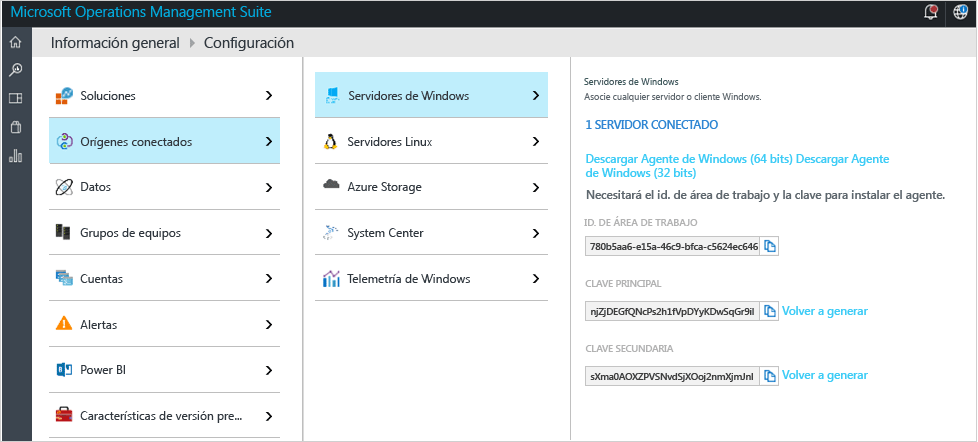 Microsoft Operations Management Suite
Información general
Configuración
Soluciones
Orígenes conectados
Datos
Grupos de equipos
Cuentas
Alertas
Power BI
Características de versión pre...
Servidores de Windows
Servidores Linux
Azure Storage
System Center
Telemetría de Windows
Servidores de Windows
Asocie cualquier servidor o cliente Windows.
1 SERVIDOR CONECTADO
Descargar Agente de Windows (64 bits) Descargar Agente
de Windows (32 bits)
Necesitará el id. de área de trabajo y la clave para instalar el agente.
ID. DE ÁREA DE TRABAJO
780b5aa6-e15a-46c9-bfca-c5624ec646
CLAVE PRINCIPAL
njZjDEGfQNcPs2h1fVpDYyKDwSqGr9il
Volver a generar
CLAVE SECUNDARIA
sXma0AOXZPVSNvdSjXOoj2nmXjmJnl
Volver a generar